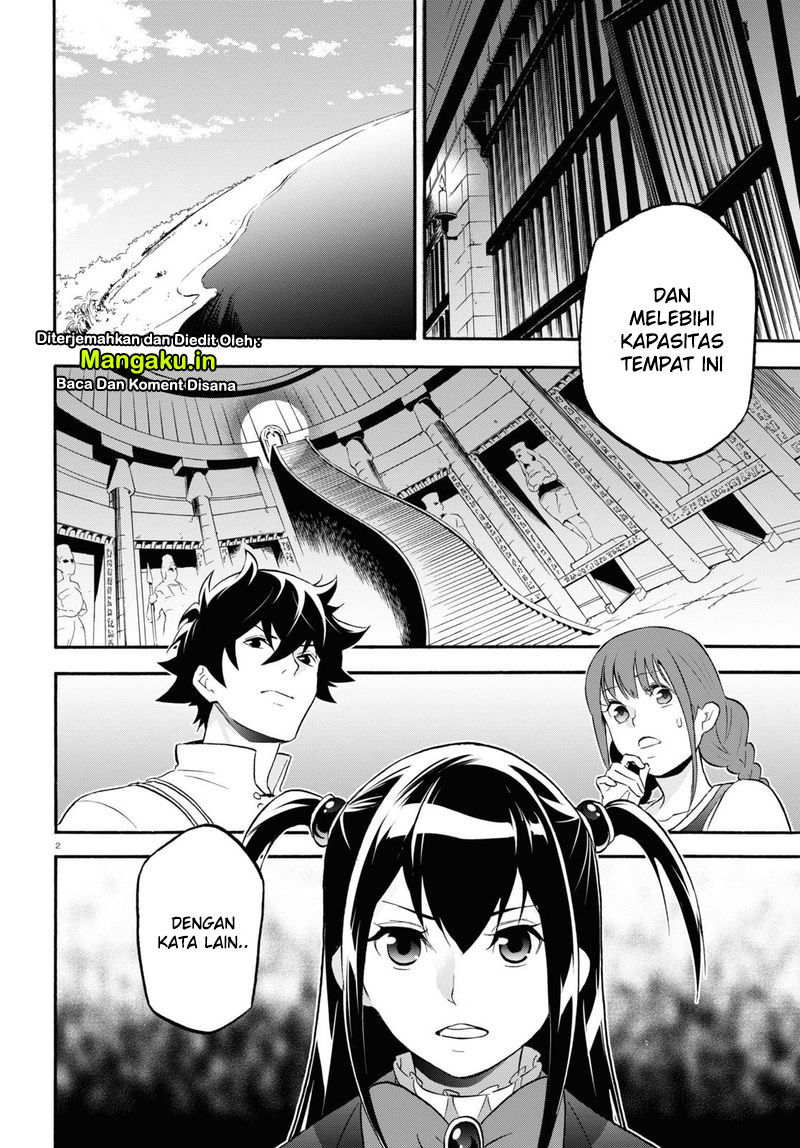 DAN
MELEBIHI
KAPASITAS
TEMPAT INI
Diterjemahkan dan Diedit Oleh :
Mangaku.in
Baca Dan Koment Disana
2
DENGAN
KATA LAIN..